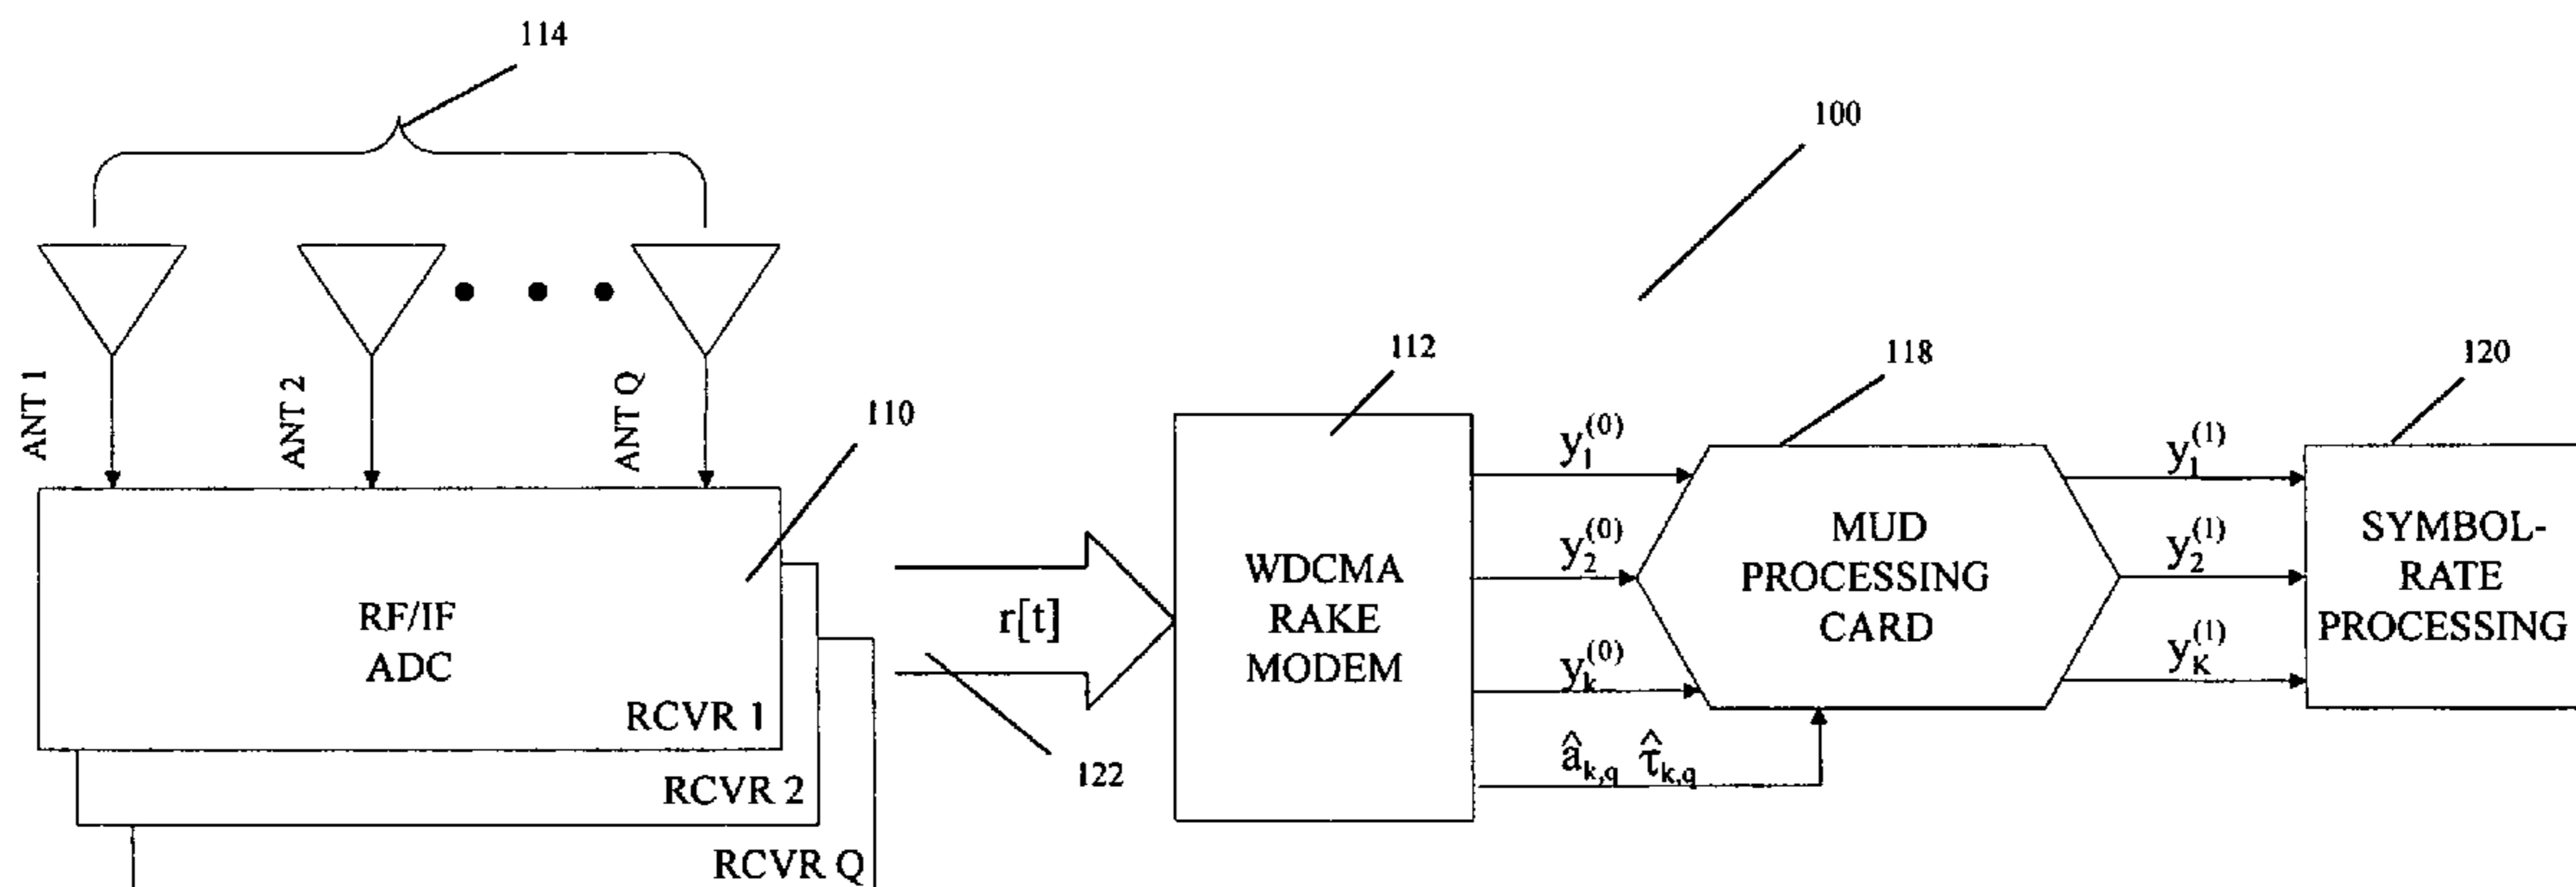 114
100
112
118
120
110
ANT 1
ANT 2
ANT Q
RF/IF
ADC
RCVR 1
RCVR 2
RCVR Q
r[t]
122
WDCMA
RAKE
MODEM
y₁⁽⁰⁾
y₂⁽⁰⁾
yₖ⁽⁰⁾
â_{k,q} τ̂_{k,q}
MUD
PROCESSING
CARD
y₁⁽¹⁾
y₂⁽¹⁾
y_K⁽¹⁾
SYMBOL-
RATE
PROCESSING